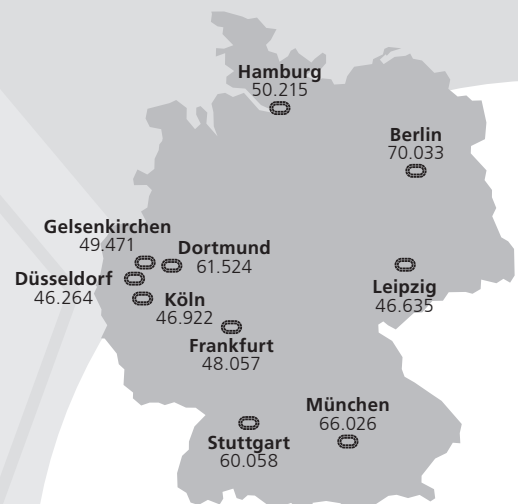 Hamburg
50.215
Berlin
70.033
Gelsenkirchen
49.471
Dortmund
61.524
Düsseldorf
46.264
Köln
46.922
Leipzig
46.635
Frankfurt
48.057
München
66.026
Stuttgart
60.058